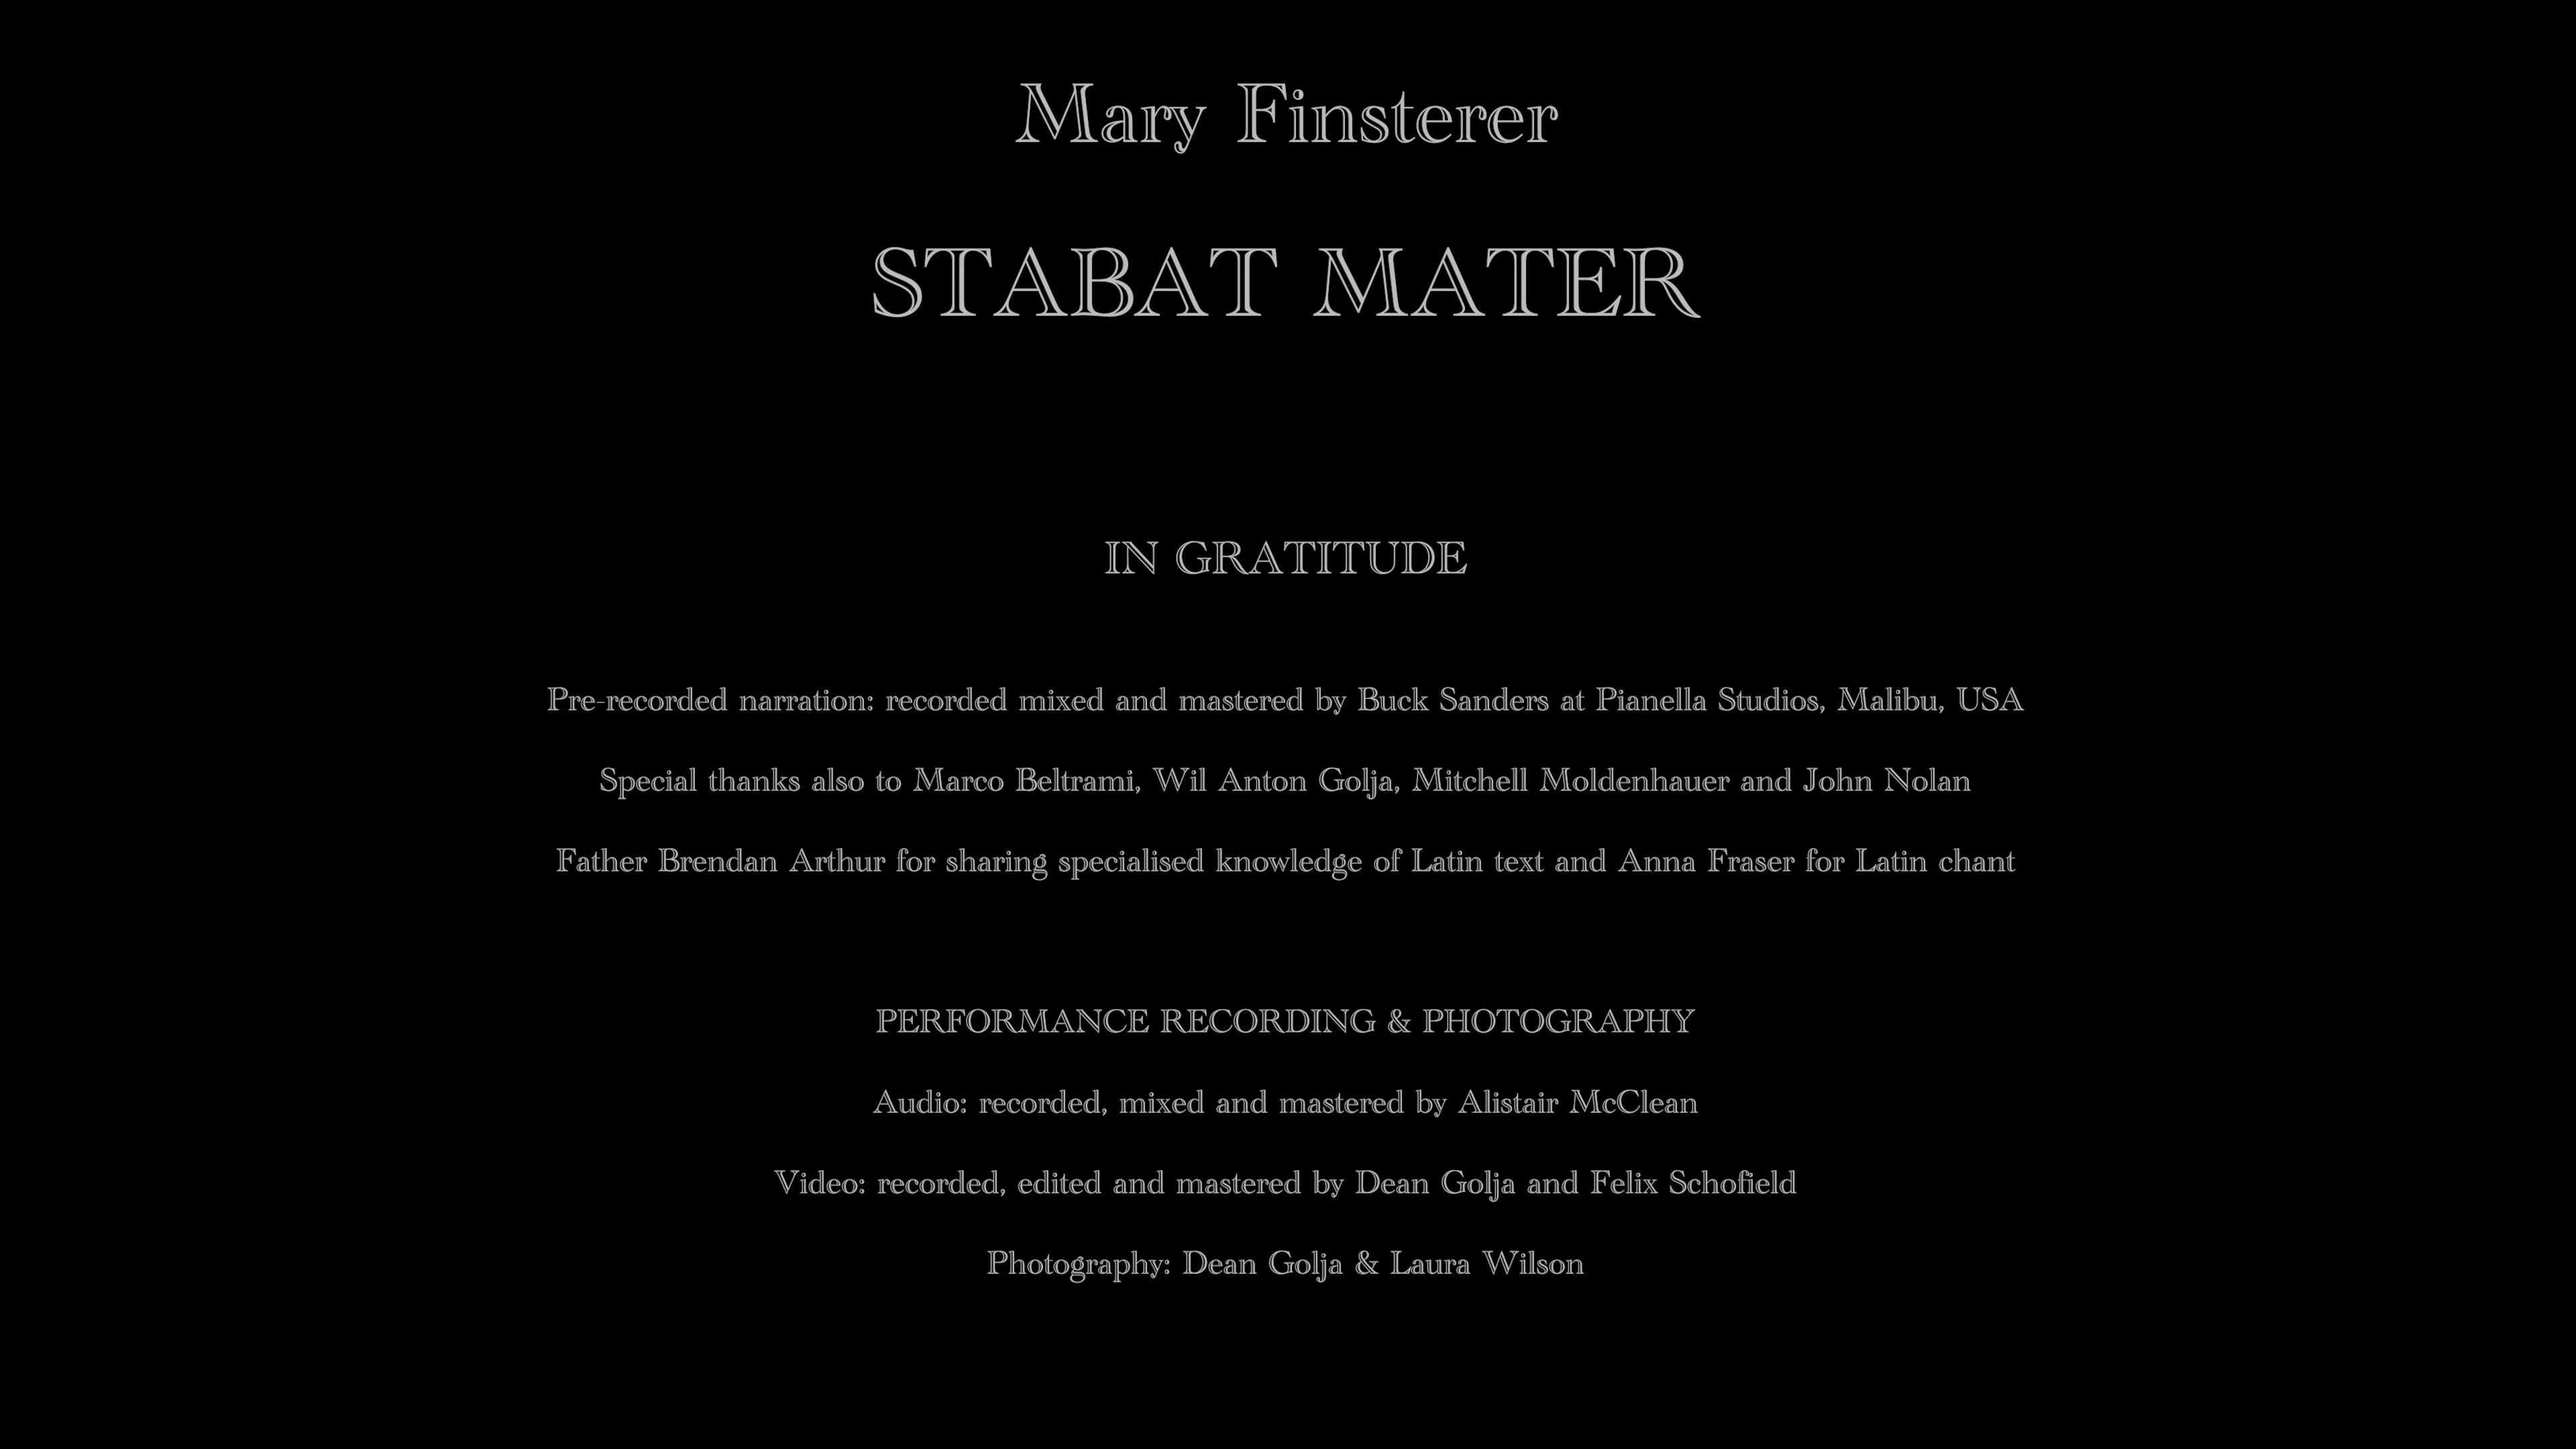 Mary Finsterer
STABAT MATER
IN GRATITUDE
Pre-recorded narration: recorded mixed and mastered by Buck Sanders at Pianella Studios, Malibu, USA
Special thanks also to Marco Beltrami, Wil Anton Golja, Mitchell Moldenhauer and John Nolan
Father Brendan Arthur for sharing specialised knowledge of Latin text and Anna Fraser for Latin chant
PERFORMANCE RECORDING & PHOTOGRAPHY
Audio: recorded, mixed and mastered by Alistair McClean
Video: recorded, edited and mastered by Dean Golja and Felix Schofield
Photography: Dean Golja & Laura Wilson